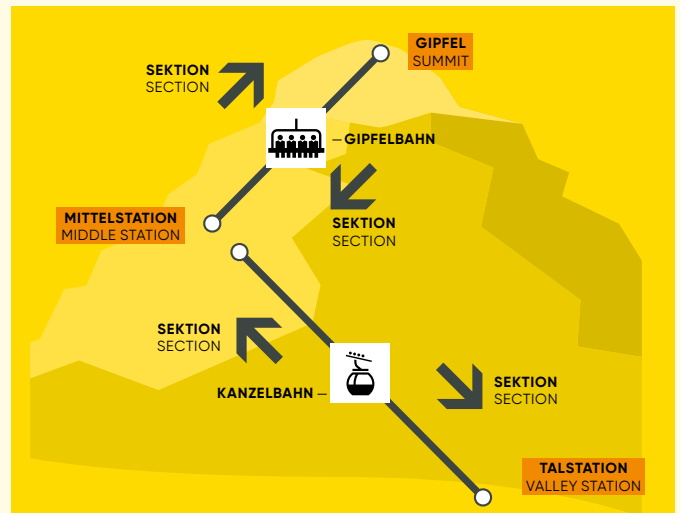 GIPFEL
SUMMIT
SEKTION
SECTION
– GIPFELBAHN
MITTELSTATION
MIDDLE STATION
SEKTION
SECTION
SEKTION
SECTION
KANZELBAHN –
SEKTION
SECTION
TALSTATION
VALLEY STATION